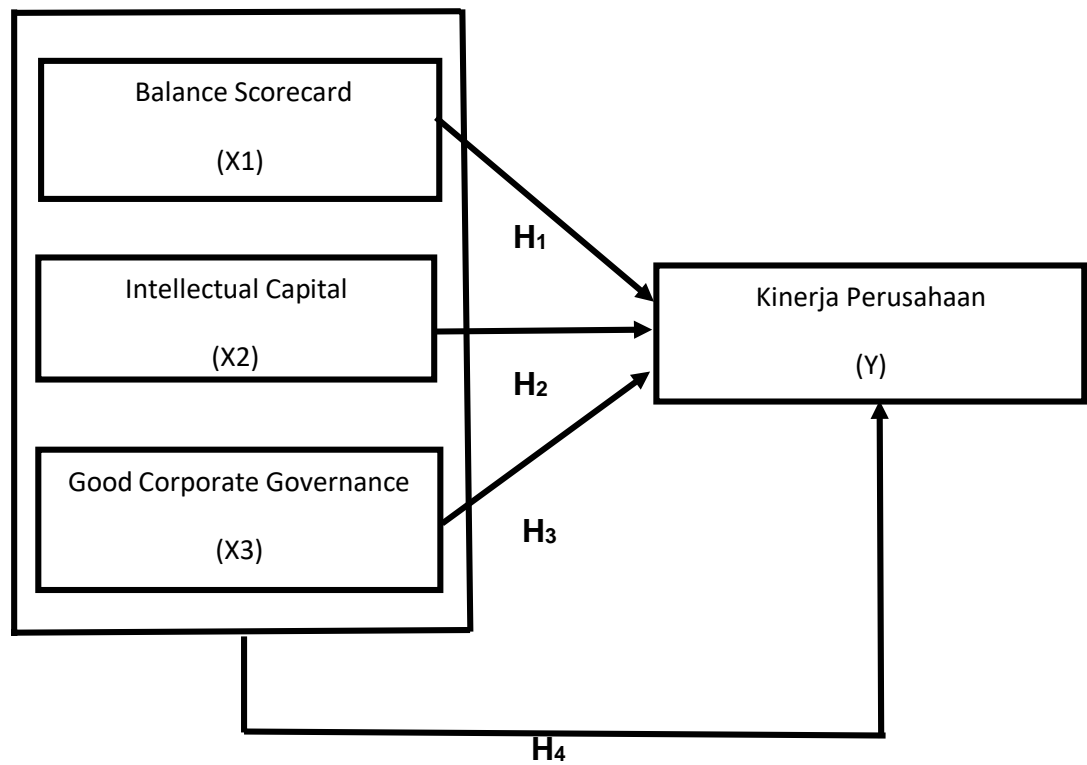 Balance Scorecard
(X1)
H1
Intellectual Capital
(X2)
Kinerja Perusahaan
(Y)
H2
Good Corporate Governance
(X3)
H3
H4